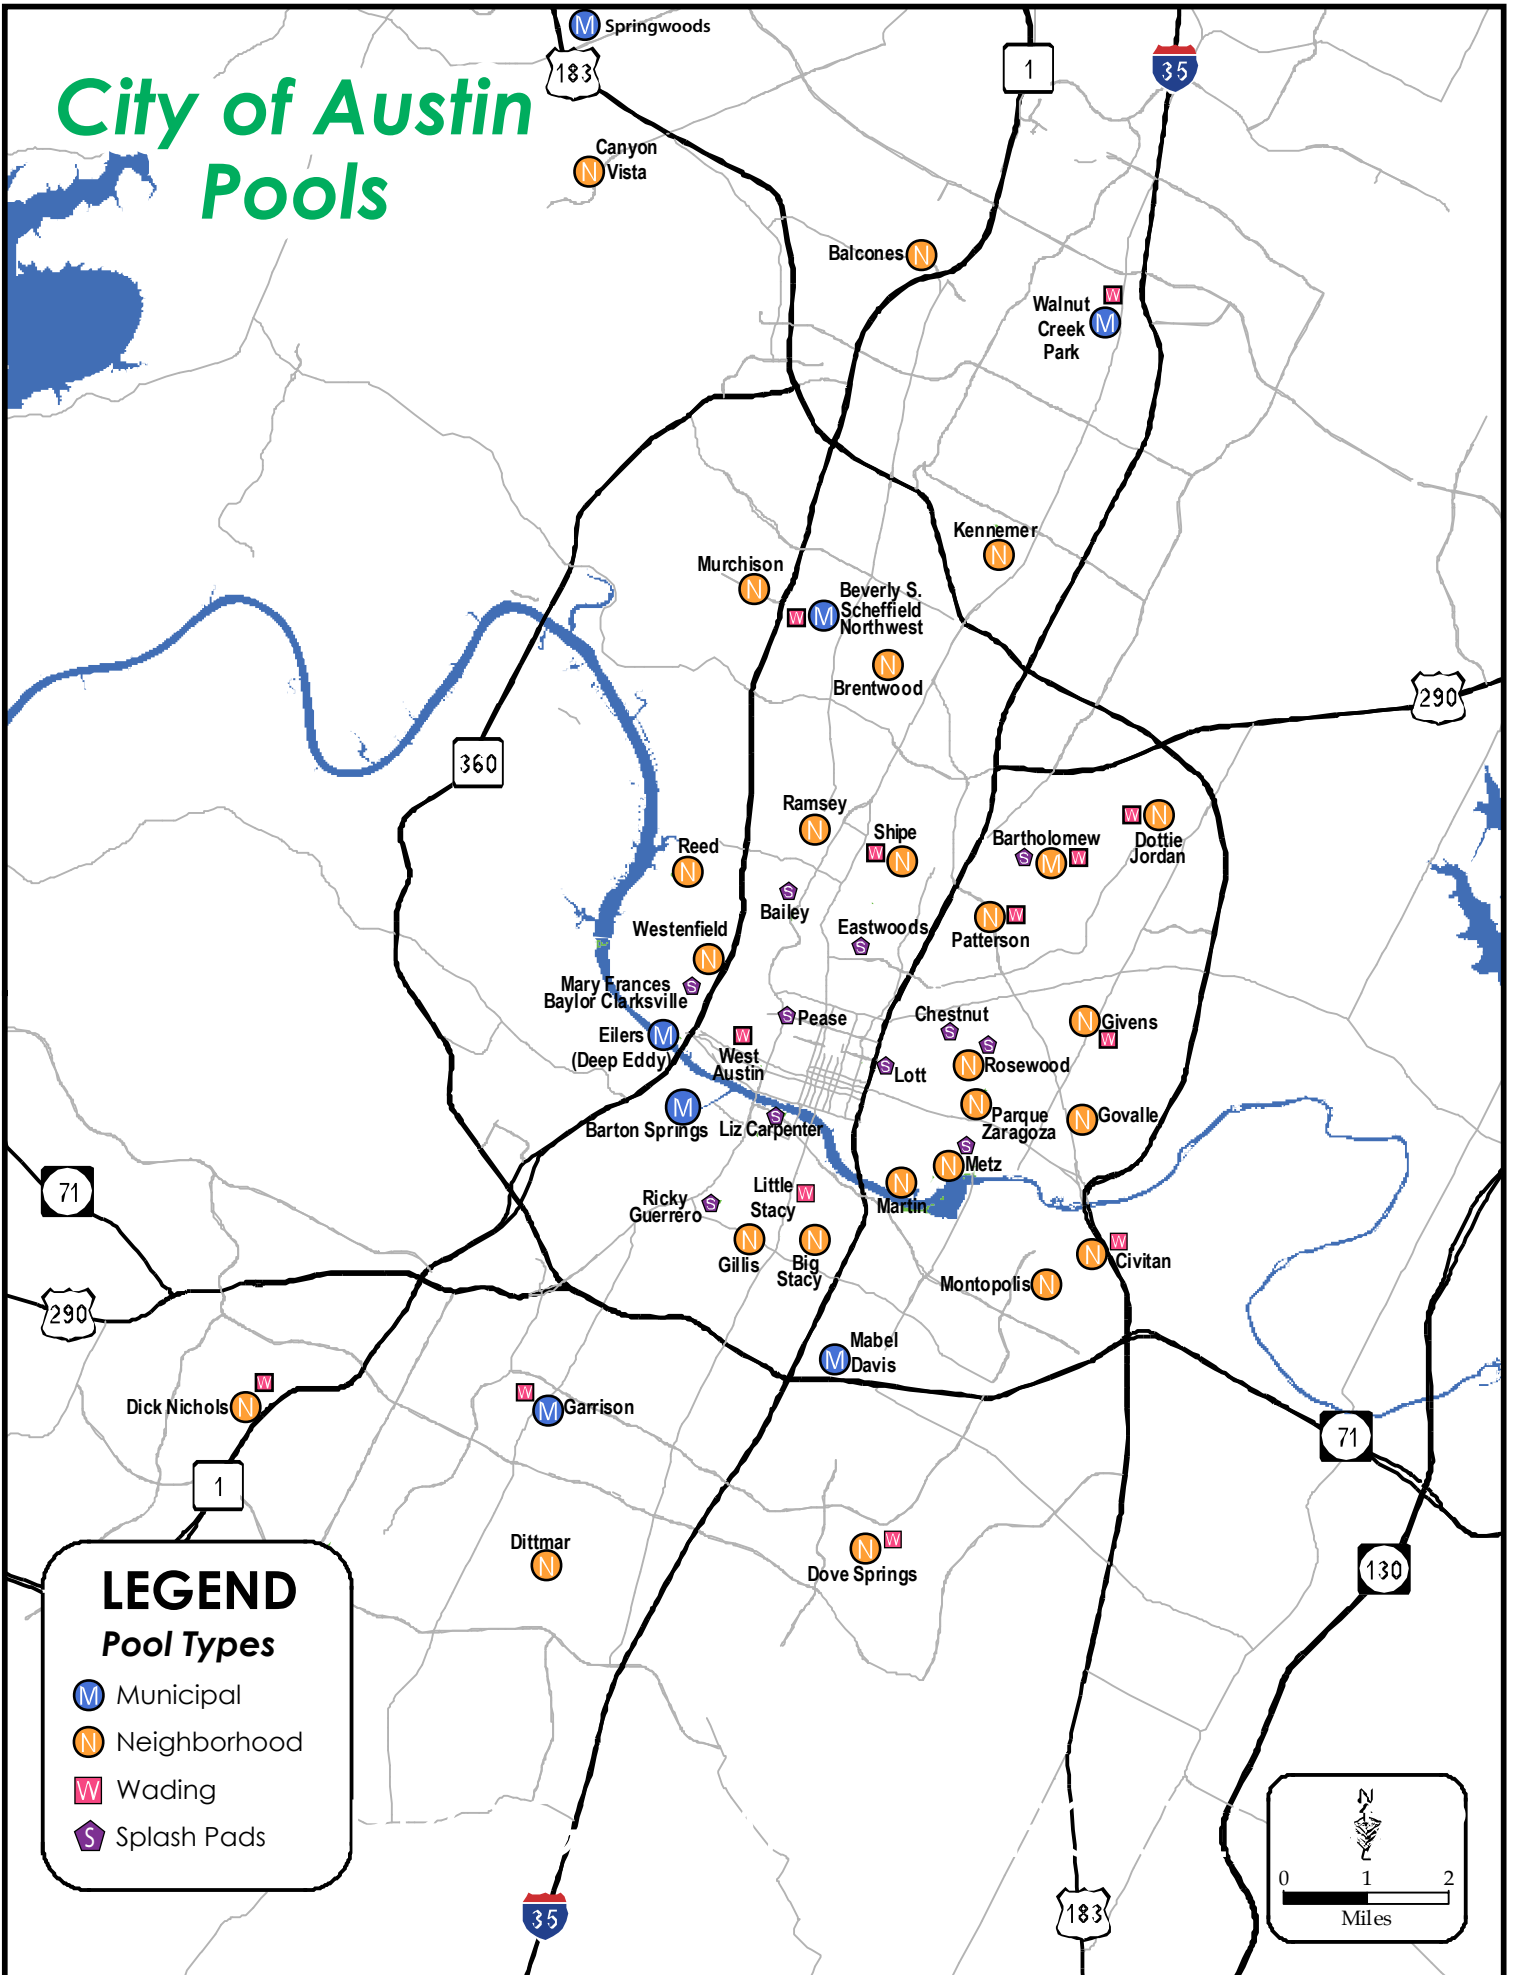 Springwoods
M
183
1
35
City of Austin
Pools
Canyon
N
Vista
Balcones
N
W
Walnut
Creek
M
Park
Kennemer
N
Murchison
N
Beverly S.
W
M
Scheffield
Northwest
N
Brentwood
290
360
Ramsey
N
Shipe
W
N
Bartholomew
S
M
W
W
N
Dottie
Jordan
Reed
N
S
Bailey
Eastwoods
S
N
W
Patterson
Westenfield
N
Mary Frances
S
Baylor Clarksville
S
Pease
Chestnut
S
S
N
Givens
W
Eilers
M
(Deep Eddy)
W
West
Austin
S
Lott
N
Rosewood
M
Barton Springs
S
Liz Carpenter
N
Parque
Zaragoza
N
Govalle
S
N
Metz
N
Martin
71
Ricky
Guerrero
S
Little
Stacy
W
N
Gillis
N
Big
Stacy
W
N
Civitan
Montopolis
N
290
Mabel
M
Davis
W
Dick Nichols
N
W
M
Garrison
71
1
Dittmar
N
N
W
Dove Springs
130
LEGEND
Pool Types
M Municipal
N Neighborhood
W Wading
S Splash Pads
N
0 1 2
Miles
35
183